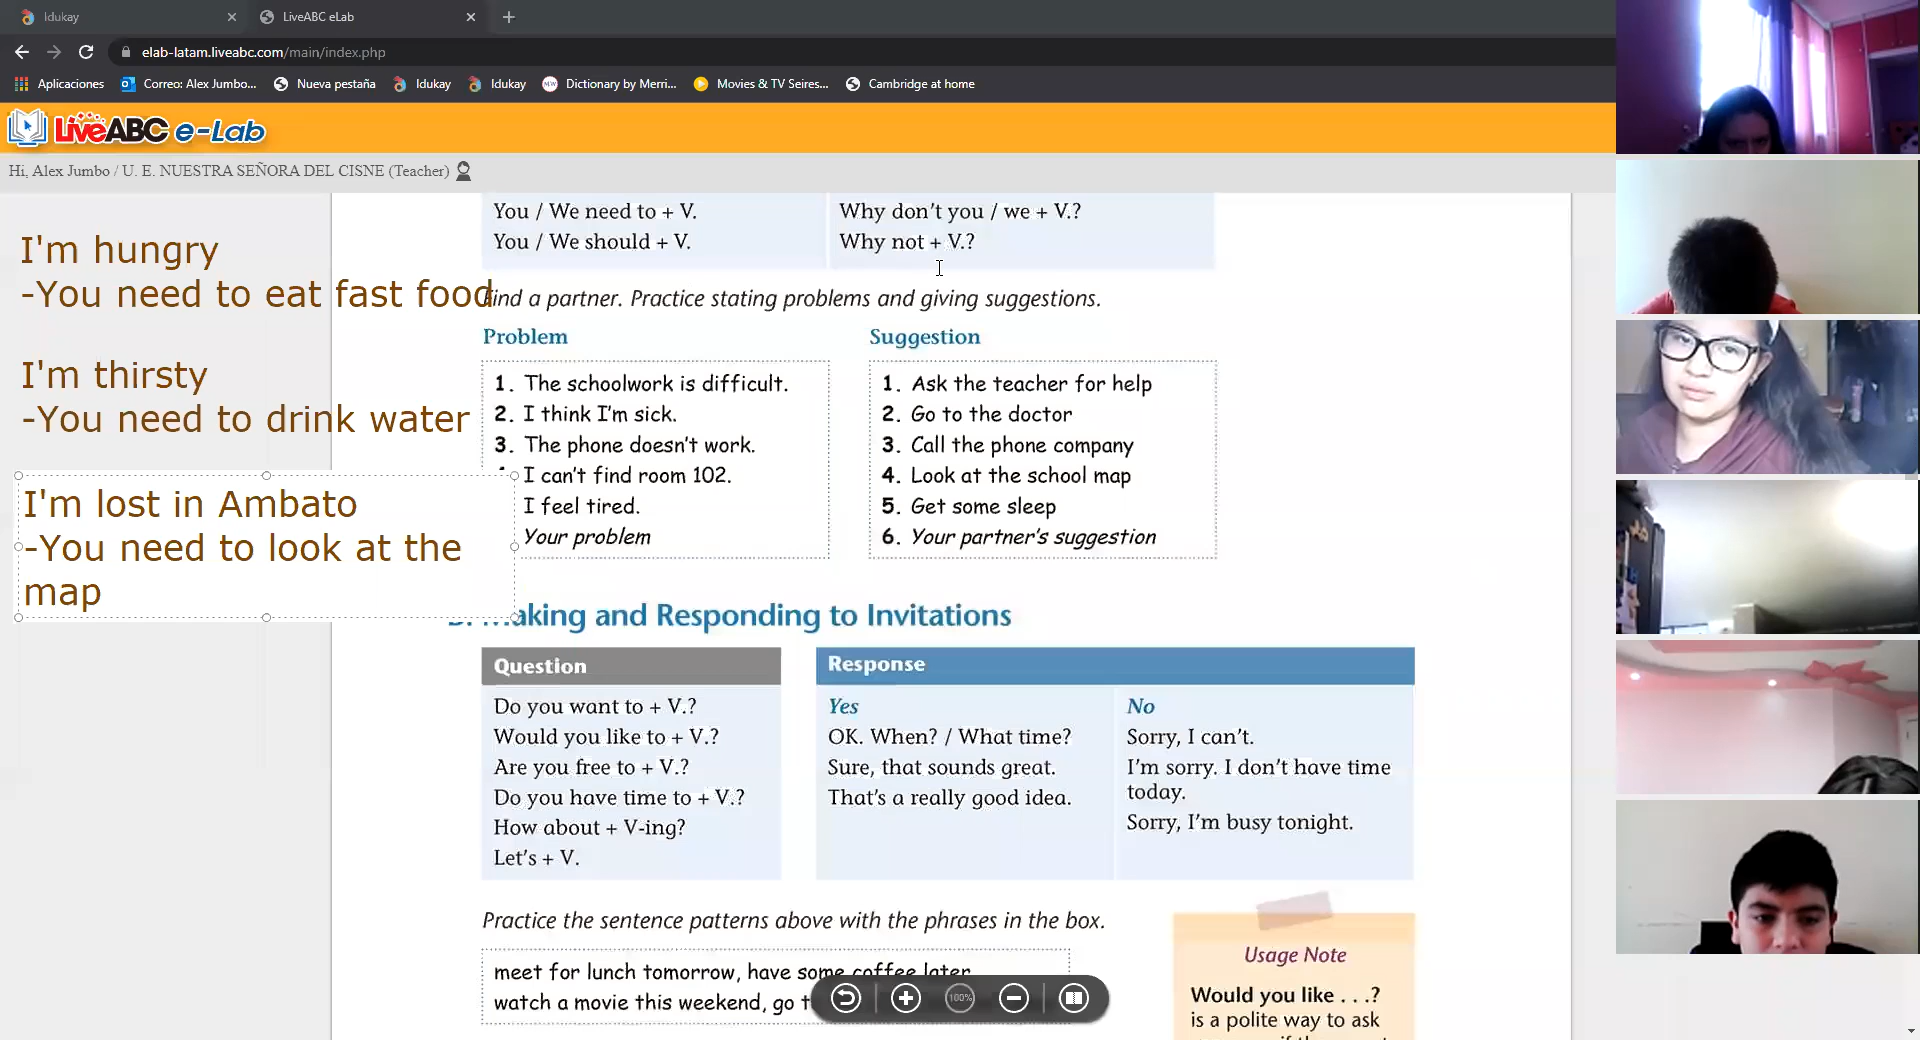 Idukay
LiveABC eLab
elab-latam.liveabc.com/main/index.php
Aplicaciones
Correo: Alex Jumbo...
Nueva pestaña
Idukay
Idukay
Dictionary by Merri...
Movies & TV Seires...
Cambridge at home
LiveABC e-Lab
Hi, Alex Jumbo / U. E. NUESTRA SEÑORA DEL CISNE (Teacher)
I'm hungry
-You need to eat fast food
I'm thirsty
-You need to drink water
I'm lost in Ambato
-You need to look at the
map
You / We need to + V.
You / We should + V.
Why don't you / we + V.?
Why not + V.?
ind a partner. Practice stating problems and giving suggestions.
Problem
1. The schoolwork is difficult.
2. I think I'm sick.
3. The phone doesn't work.
I can't find room 102.
I feel tired.
Your problem
Suggestion
1. Ask the teacher for help
2. Go to the doctor
3. Call the phone company
4. Look at the school map
5. Get some sleep
6. Your partner's suggestion
aking and Responding to Invitations
Question
Do you want to + V.?
Would you like to + V.?
Are you free to + V.?
Do you have time to + V.?
How about + V-ing?
Let's + V.
Response
Yes
OK. When? / What time?
Sure, that sounds great.
That's a really good idea.
No
Sorry, I can't.
I'm sorry. I don't have time
today.
Sorry, I'm busy tonight.
Practice the sentence patterns above with the phrases in the box.
meet for lunch tomorrow, have some coffee later
watch a movie this weekend, go t
100%
Usage Note
Would you like . . .?
is a polite way to ask